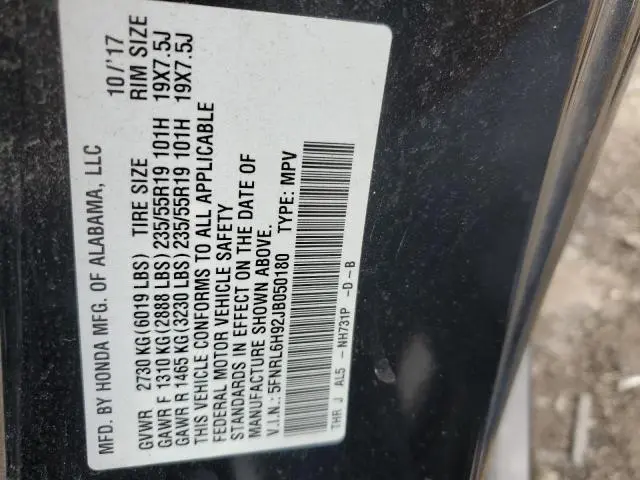 MFD. BY HONDA MFG. OF ALABAMA, LLC 10/'17
GVWR 2730 KG (6019 LBS) TIRE SIZE RIM SIZE
GAWR F 1310 KG (2888 LBS) 235/55R19 101H 19X7.5J
GAWR R 1465 KG (3230 LBS) 235/55R19 101H 19X7.5J
THIS VEHICLE CONFORMS TO ALL APPLICABLE
FEDERAL MOTOR VEHICLE SAFETY
STANDARDS IN EFFECT ON THE DATE OF
MANUFACTURE SHOWN ABOVE.
V.I.N.: 5FNRL6H92JB050180 TYPE: MPV
THR J AL5 -NH731P -D-B